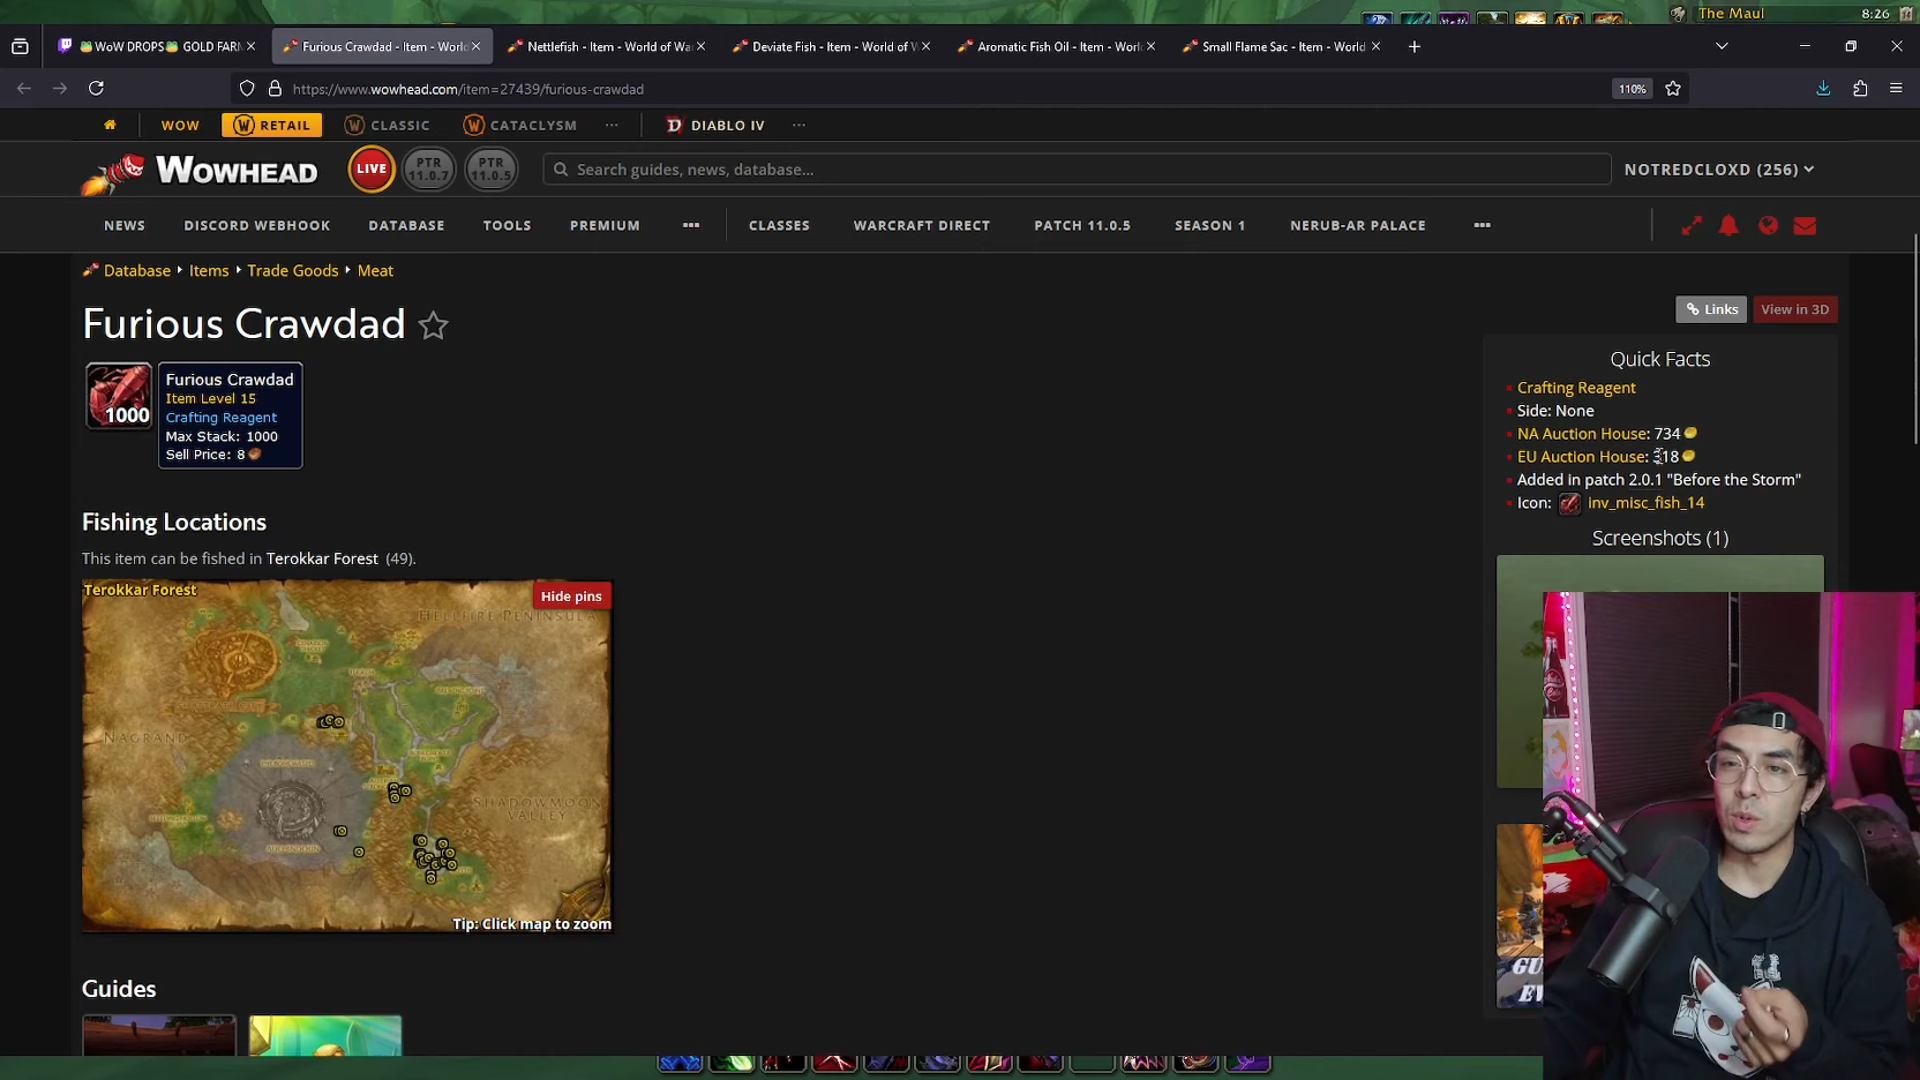 The Maul
8:26
WoW DROPS GOLD FARM
Furious Crawdad - Item - World
Nettlefish - Item - World of Wa
Deviate Fish - Item - World of W
Aromatic Fish Oil - Item - World
Small Flame Sac - Item - World
https://www.wowhead.com/item=27439/furious-crawdad
110%
WOW
RETAIL
CLASSIC
CATACLYSM
DIABLO IV
WOWHEAD
LIVE
PTR 11.0.7
PTR 11.0.5
Search guides, news, database...
NOTREDCLOXD (256)
NEWS
DISCORD WEBHOOK
DATABASE
TOOLS
PREMIUM
CLASSES
WARCRAFT DIRECT
PATCH 11.0.5
SEASON 1
NERUB-AR PALACE
Database
Items
Trade Goods
Meat
Furious Crawdad
Links
View in 3D
1000
Furious Crawdad
Item Level 15
Crafting Reagent
Max Stack: 1000
Sell Price: 8
Quick Facts
Crafting Reagent
Side: None
NA Auction House: 734
EU Auction House: 318
Added in patch 2.0.1 "Before the Storm"
Icon: inv_misc_fish_14
Screenshots (1)
Fishing Locations
This item can be fished in Terokkar Forest (49).
Terokkar Forest
Hide pins
HELLFIRE PENINSULA
NAGRAND
SHADOWMOON VALLEY
Tip: Click map to zoom
Guides